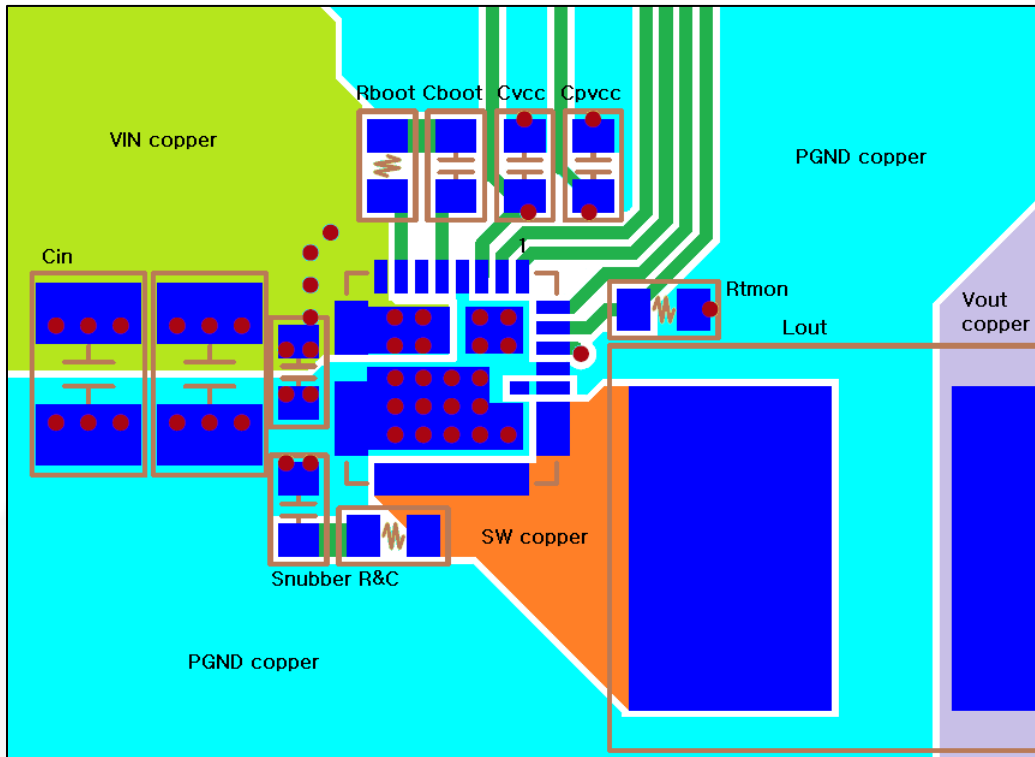 Rboot Cboot Cvcc Cpvcc
VIN copper
PGND copper
1
Cin
Rtmon
Vout
copper
Lout
SW copper
Snubber R&C
PGND copper